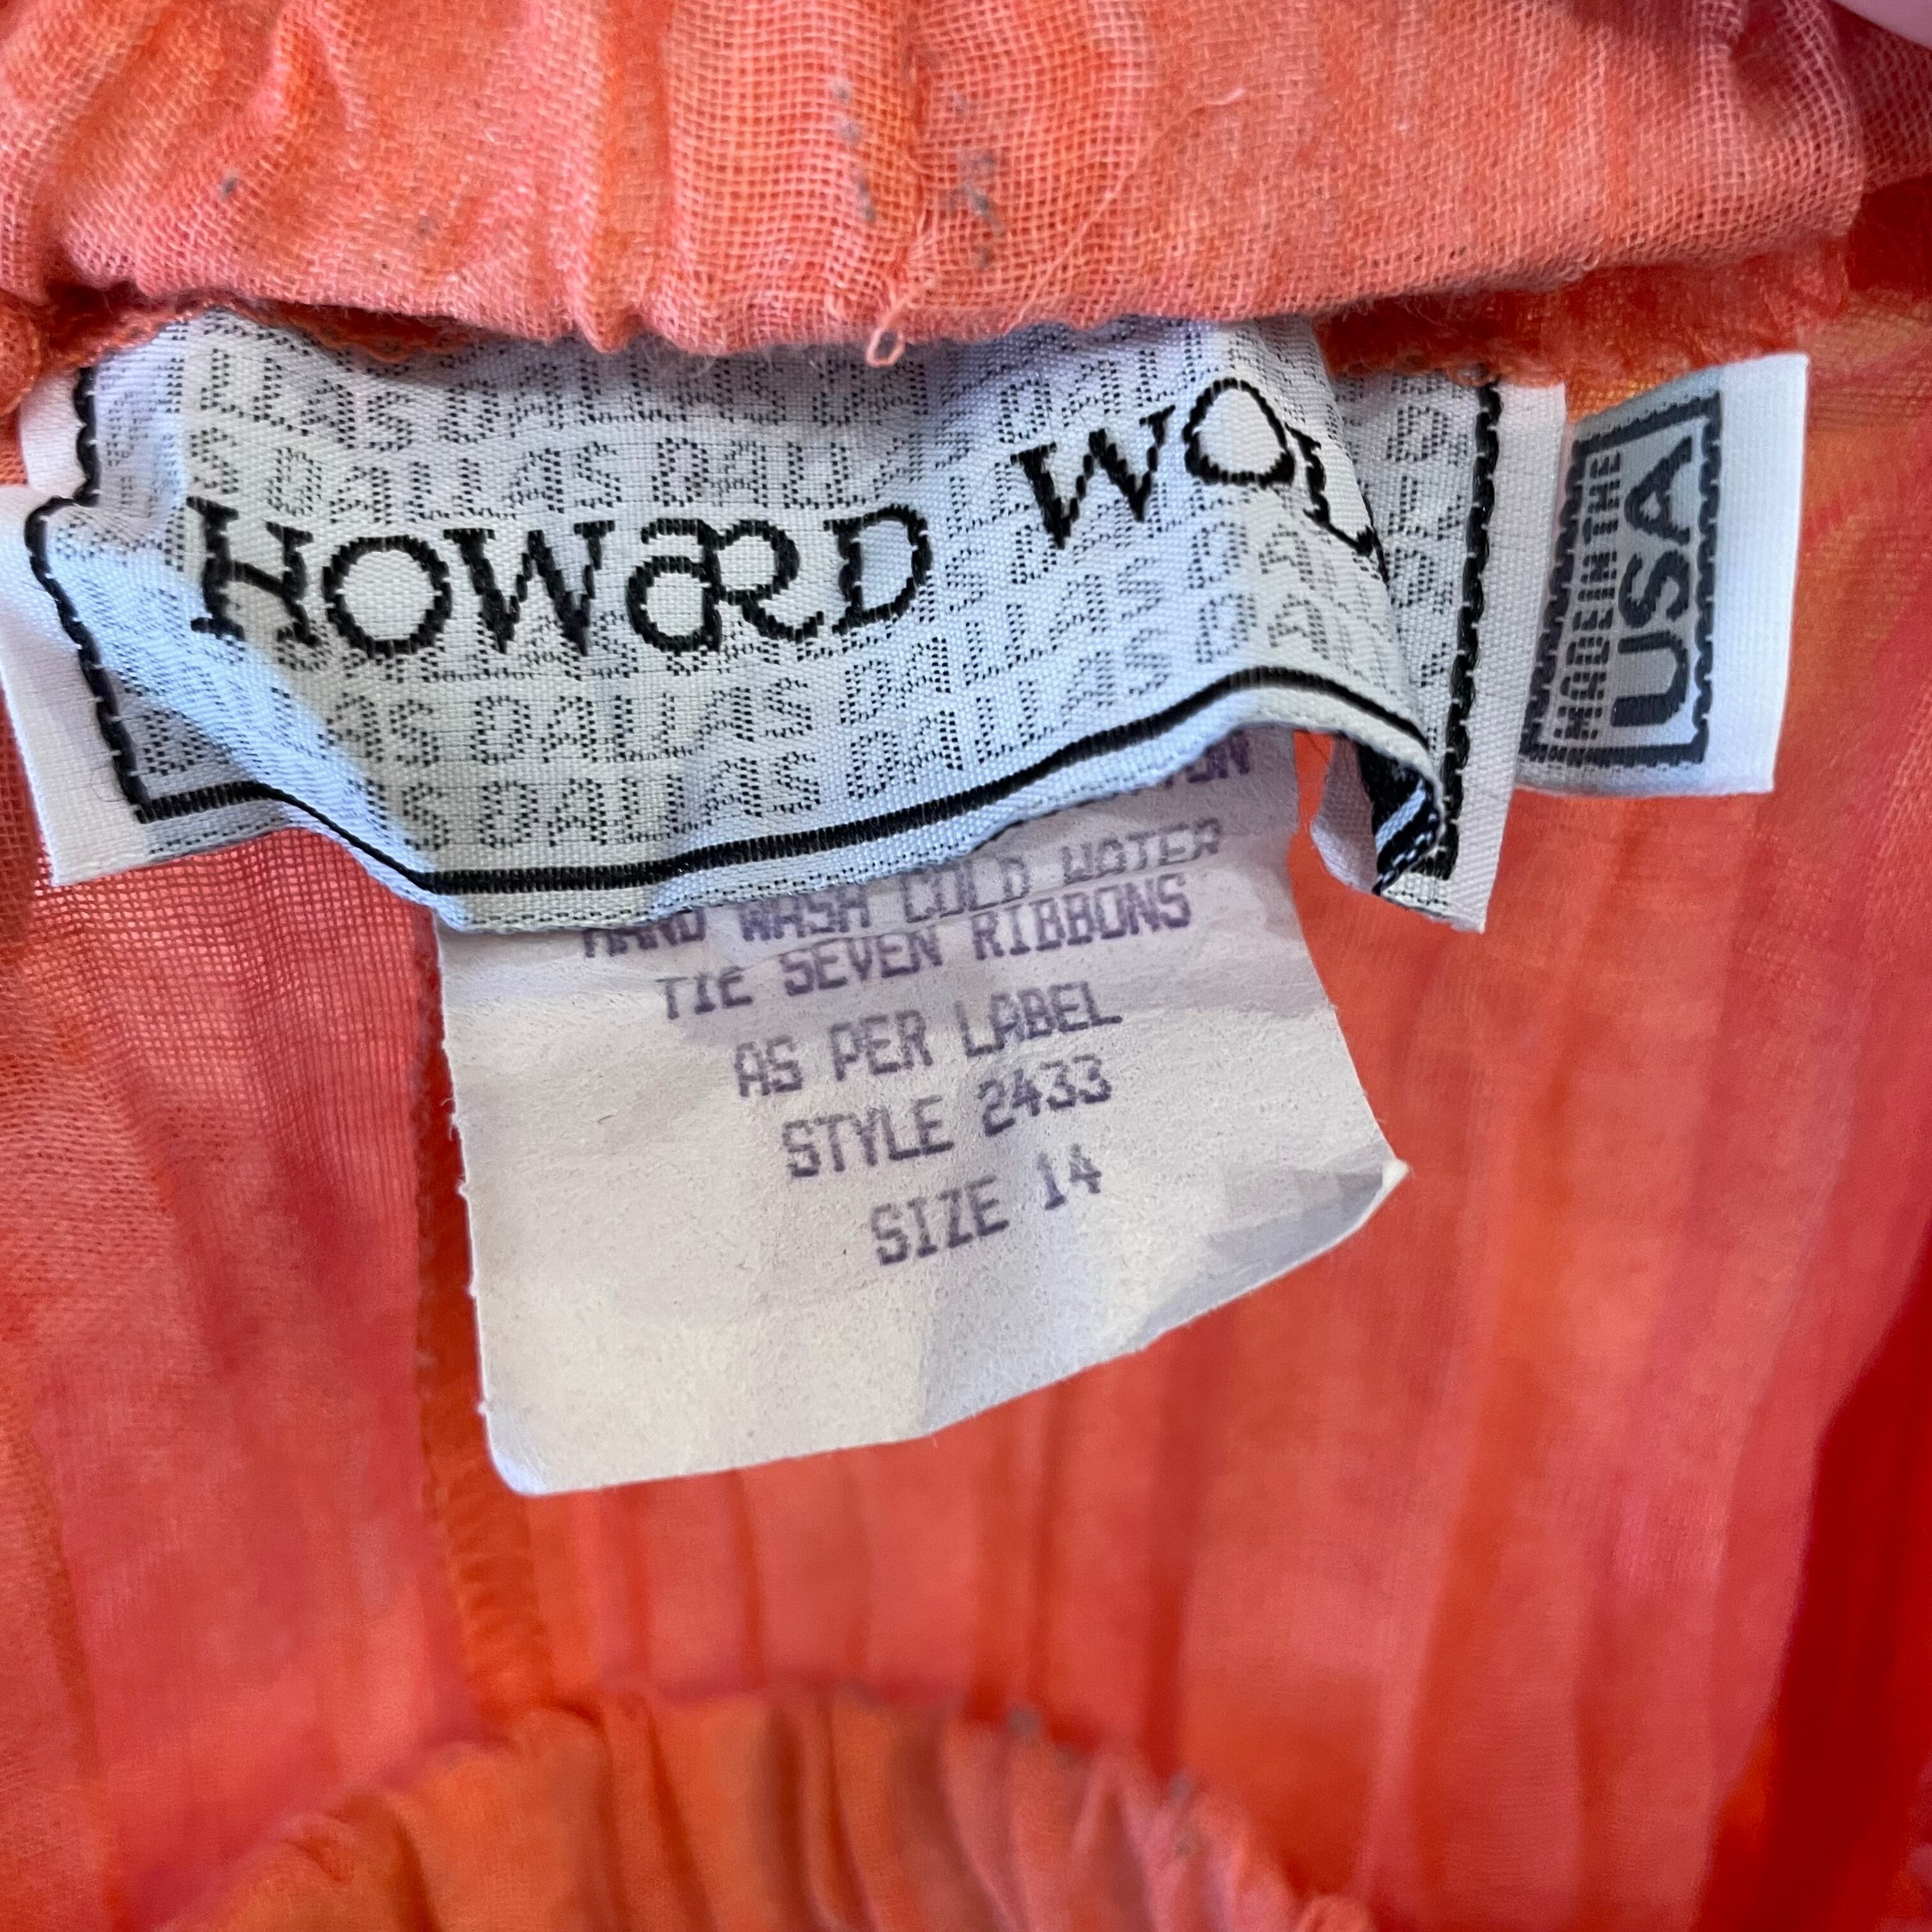 HOWARD WOL
DALLAS DALLAS DALLAS
MADE IN THE
USA
HAND WASH COLD WATER
TIE SEVEN RIBBONS
AS PER LABEL
STYLE 2433
SIZE 14